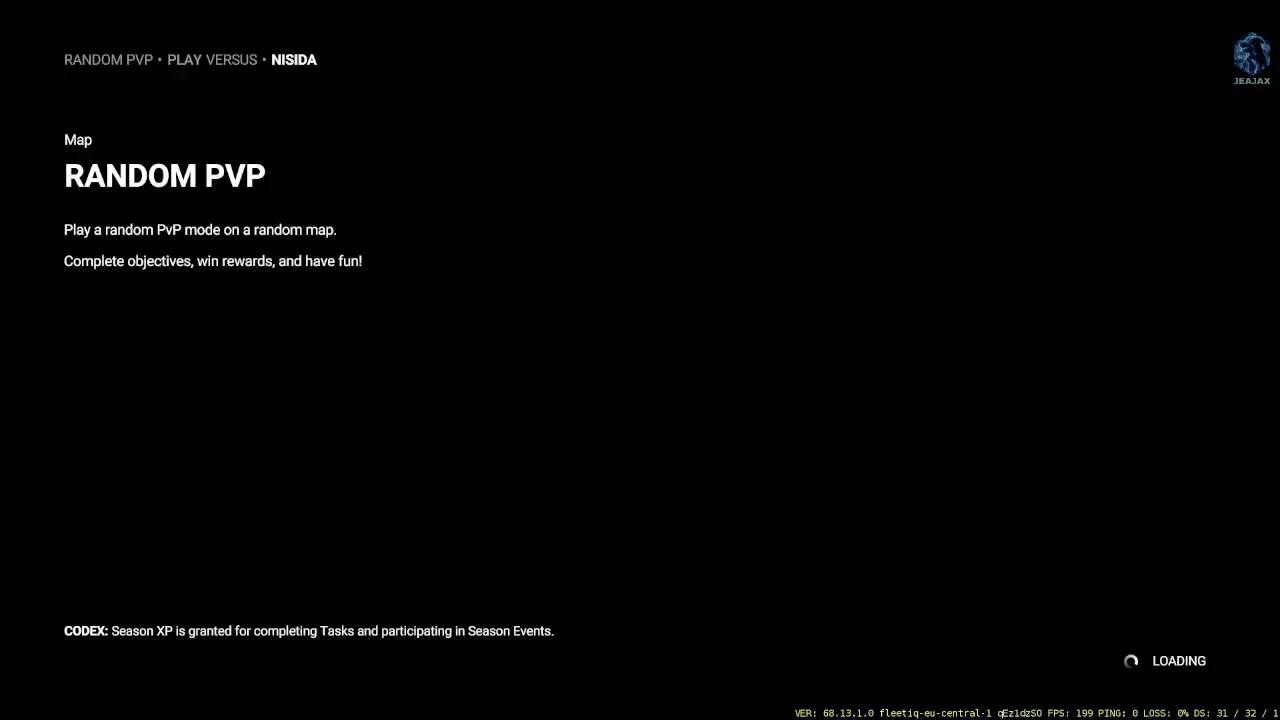 RANDOM PVP • PLAY VERSUS • NISIDA
JEAJAX
Map
RANDOM PVP
Play a random PvP mode on a random map.
Complete objectives, win rewards, and have fun!
CODEX: Season XP is granted for completing Tasks and participating in Season Events.
LOADING
VER: 68.13.1.0 fleetiq-eu-central-1 qEz1dzSO FPS: 199 PING: 0 LOSS: 0% DS: 31 / 32 / 1